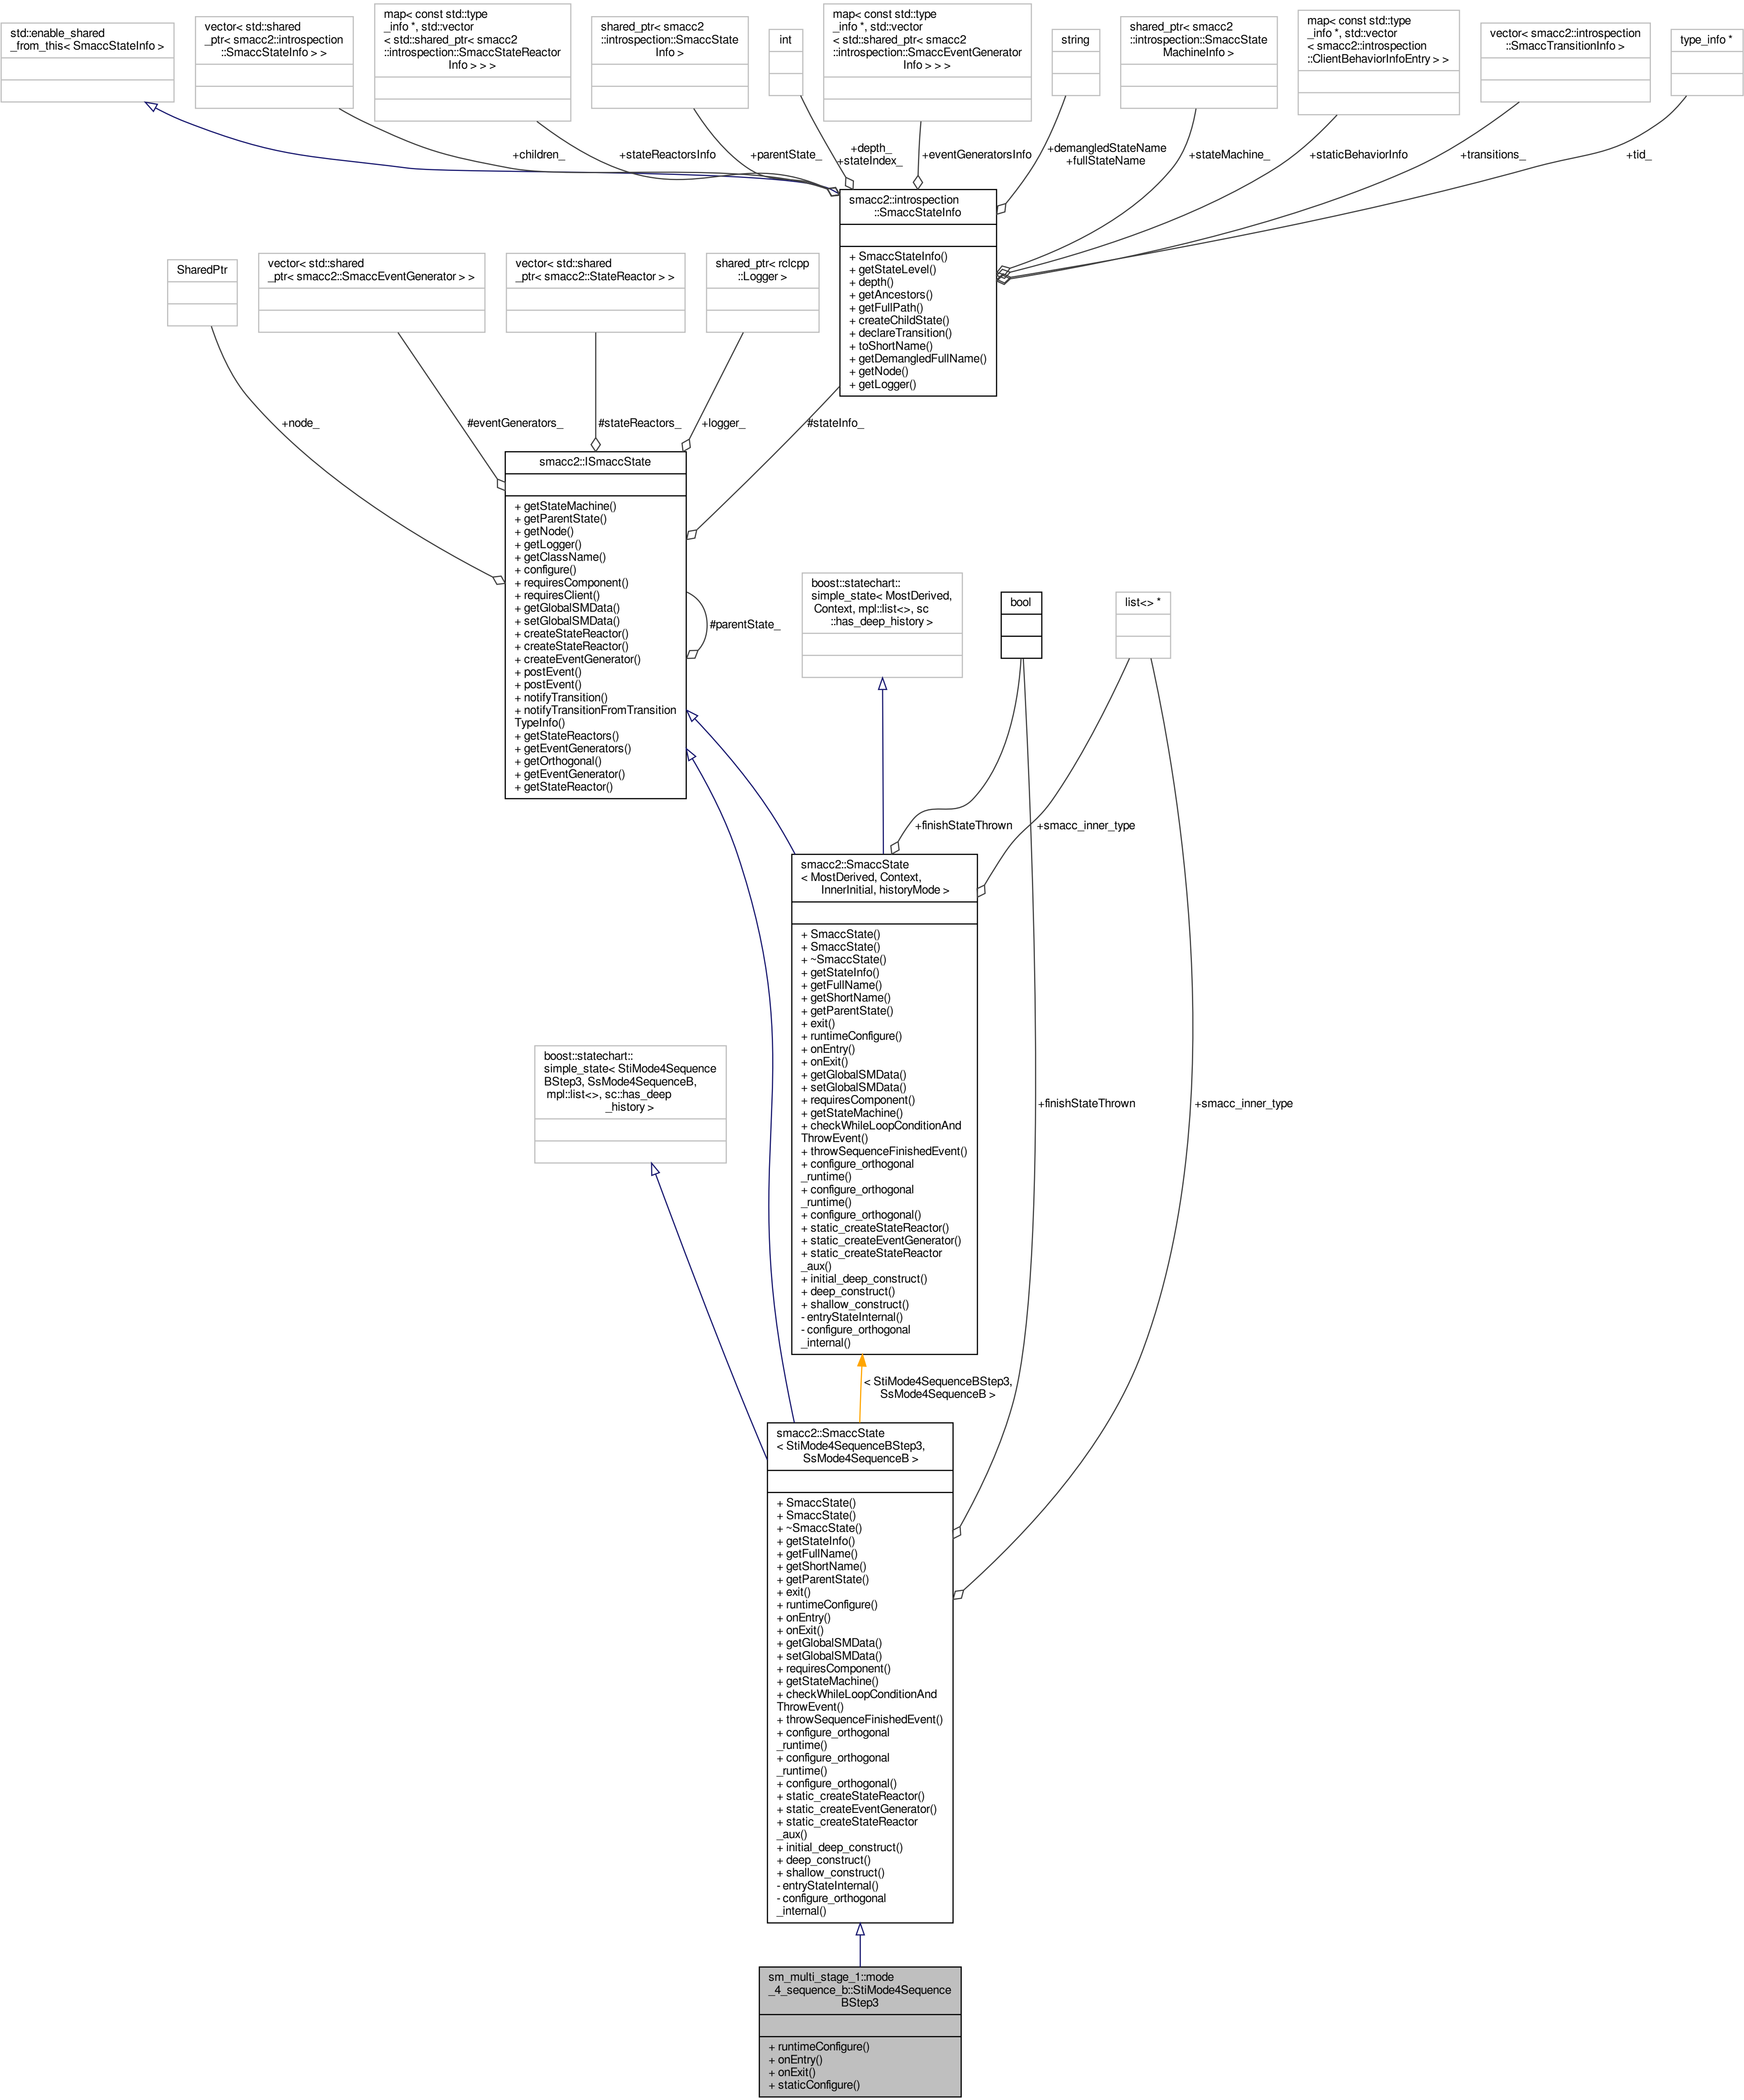 std::enable_shared
_from_this< SmaccStateInfo >
vector< std::shared
_ptr< smacc2::introspection
::SmaccStateInfo > >
map< const std::type
_info *, std::vector
< std::shared_ptr< smacc2
::introspection::SmaccStateReactor
Info > > >
shared_ptr< smacc2
::introspection::SmaccState
Info >
int
map< const std::type
_info *, std::vector
< std::shared_ptr< smacc2
::introspection::SmaccEventGenerator
Info > > >
string
shared_ptr< smacc2
::introspection::SmaccState
MachineInfo >
map< const std::type
_info *, std::vector
< smacc2::introspection
::ClientBehaviorInfoEntry > >
vector< smacc2::introspection
::SmaccTransitionInfo >
type_info *
+children_
+stateReactorsInfo
+parentState_
+depth_
+stateIndex_
+eventGeneratorsInfo
+demangledStateName
+fullStateName
+stateMachine_
+staticBehaviorInfo
+transitions_
+tid_
smacc2::introspection
::SmaccStateInfo
+ SmaccStateInfo()
+ getStateLevel()
+ depth()
+ getAncestors()
+ getFullPath()
+ createChildState()
+ declareTransition()
+ toShortName()
+ getDemangledFullName()
+ getNode()
+ getLogger()
SharedPtr
vector< std::shared
_ptr< smacc2::SmaccEventGenerator > >
vector< std::shared
_ptr< smacc2::StateReactor > >
shared_ptr< rclcpp
::Logger >
+node_
#eventGenerators_
#stateReactors_
+logger_
#stateInfo_
smacc2::ISmaccState
+ getStateMachine()
+ getParentState()
+ getNode()
+ getLogger()
+ getClassName()
+ configure()
+ requiresComponent()
+ requiresClient()
+ getGlobalSMData()
+ setGlobalSMData()
+ createStateReactor()
+ createStateReactor()
+ createEventGenerator()
+ postEvent()
+ postEvent()
+ notifyTransition()
+ notifyTransitionFromTransition
TypeInfo()
+ getStateReactors()
+ getEventGenerators()
+ getOrthogonal()
+ getEventGenerator()
+ getStateReactor()
#parentState_
boost::statechart::
simple_state< MostDerived,
Context, mpl::list<>, sc
::has_deep_history >
bool
list<> *
+finishStateThrown
+smacc_inner_type
smacc2::SmaccState
< MostDerived, Context,
InnerInitial, historyMode >
+ SmaccState()
+ SmaccState()
+ ~SmaccState()
+ getStateInfo()
+ getFullName()
+ getShortName()
+ getParentState()
+ exit()
+ runtimeConfigure()
+ onEntry()
+ onExit()
+ getGlobalSMData()
+ setGlobalSMData()
+ requiresComponent()
+ getStateMachine()
+ checkWhileLoopConditionAnd
ThrowEvent()
+ throwSequenceFinishedEvent()
+ configure_orthogonal
_runtime()
+ configure_orthogonal
_runtime()
+ configure_orthogonal()
+ static_createStateReactor()
+ static_createEventGenerator()
+ static_createStateReactor
_aux()
+ initial_deep_construct()
+ deep_construct()
+ shallow_construct()
- entryStateInternal()
- configure_orthogonal
_internal()
boost::statechart::
simple_state< StiMode4Sequence
BStep3, SsMode4SequenceB,
mpl::list<>, sc::has_deep
_history >
+finishStateThrown
+smacc_inner_type
< StiMode4SequenceBStep3,
SsMode4SequenceB >
smacc2::SmaccState
< StiMode4SequenceBStep3,
SsMode4SequenceB >
+ SmaccState()
+ SmaccState()
+ ~SmaccState()
+ getStateInfo()
+ getFullName()
+ getShortName()
+ getParentState()
+ exit()
+ runtimeConfigure()
+ onEntry()
+ onExit()
+ getGlobalSMData()
+ setGlobalSMData()
+ requiresComponent()
+ getStateMachine()
+ checkWhileLoopConditionAnd
ThrowEvent()
+ throwSequenceFinishedEvent()
+ configure_orthogonal
_runtime()
+ configure_orthogonal
_runtime()
+ configure_orthogonal()
+ static_createStateReactor()
+ static_createEventGenerator()
+ static_createStateReactor
_aux()
+ initial_deep_construct()
+ deep_construct()
+ shallow_construct()
- entryStateInternal()
- configure_orthogonal
_internal()
sm_multi_stage_1::mode
_4_sequence_b::StiMode4Sequence
BStep3
+ runtimeConfigure()
+ onEntry()
+ onExit()
+ staticConfigure()